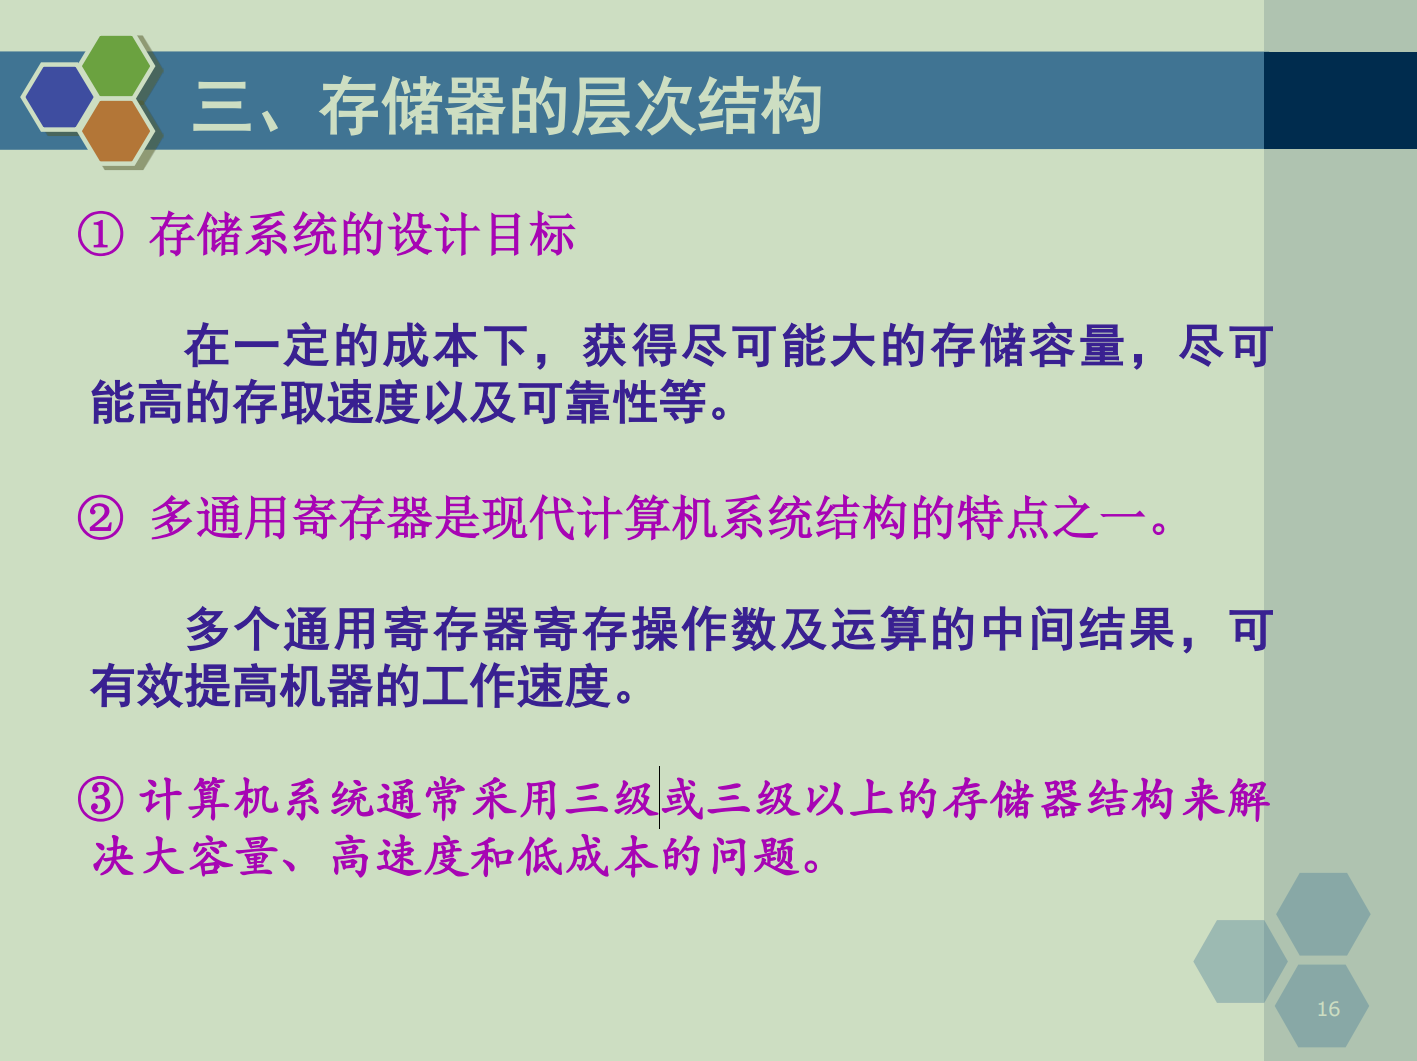 三、存储器的层次结构
① 存储系统的设计目标
在一定的成本下，获得尽可能大的存储容量，尽可
能高的存取速度以及可靠性等。
② 多通用寄存器是现代计算机系统结构的特点之一。
多个通用寄存器寄存操作数及运算的中间结果，可
有效提高机器的工作速度。
③ 计算机系统通常采用三级或三级以上的存储器结构来解
决大容量、高速度和低成本的问题。
16